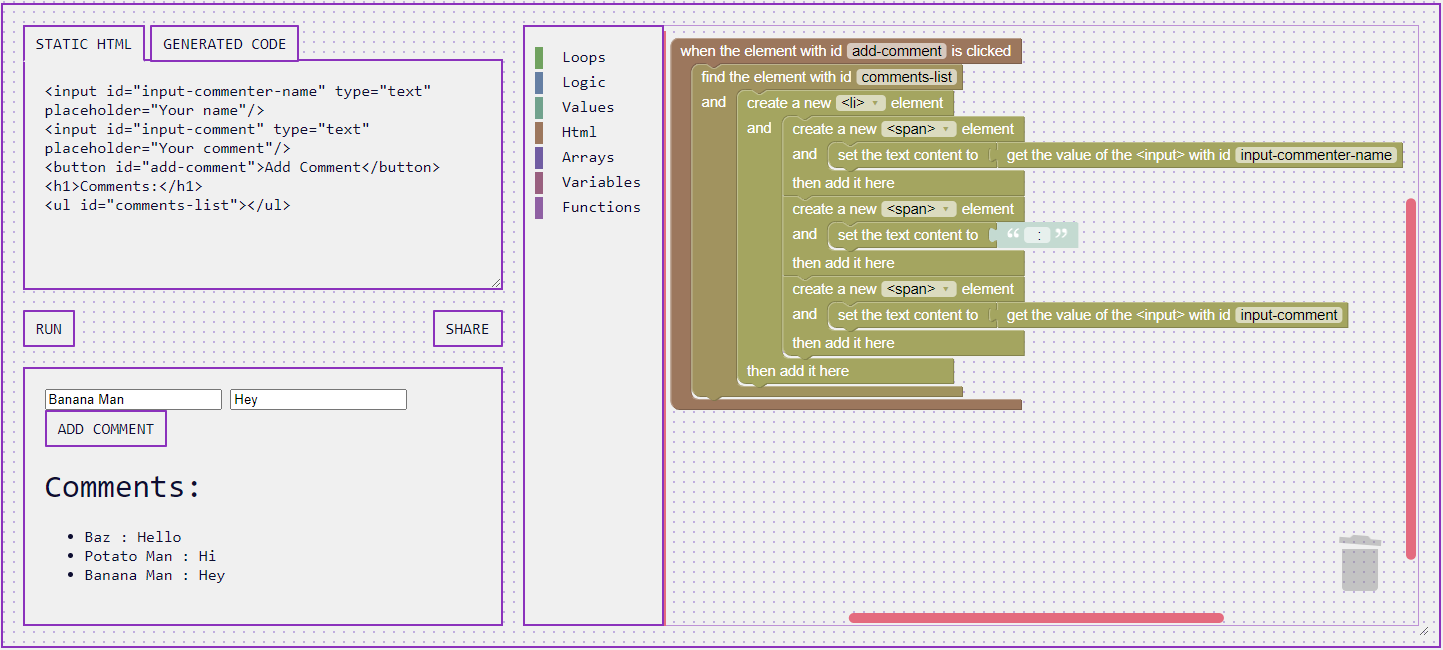 STATIC HTML
GENERATED CODE
<input id="input-commenter-name" type="text"
placeholder="Your name"/>
<input id="input-comment" type="text"
placeholder="Your comment"/>
<button id="add-comment">Add Comment</button>
<h1>Comments:</h1>
<ul id="comments-list"></ul>
RUN
SHARE
Banana Man
Hey
ADD COMMENT
Comments:
• Baz : Hello
• Potato Man : Hi
• Banana Man : Hey
Loops
Logic
Values
Html
Arrays
Variables
Functions
when the element with id add-comment is clicked
find the element with id comments-list
and create a new <li> element
and create a new <span> element
and set the text content to get the value of the <input> with id input-commenter-name
then add it here
create a new <span> element
and set the text content to “ : ”
then add it here
create a new <span> element
and set the text content to get the value of the <input> with id input-comment
then add it here
then add it here